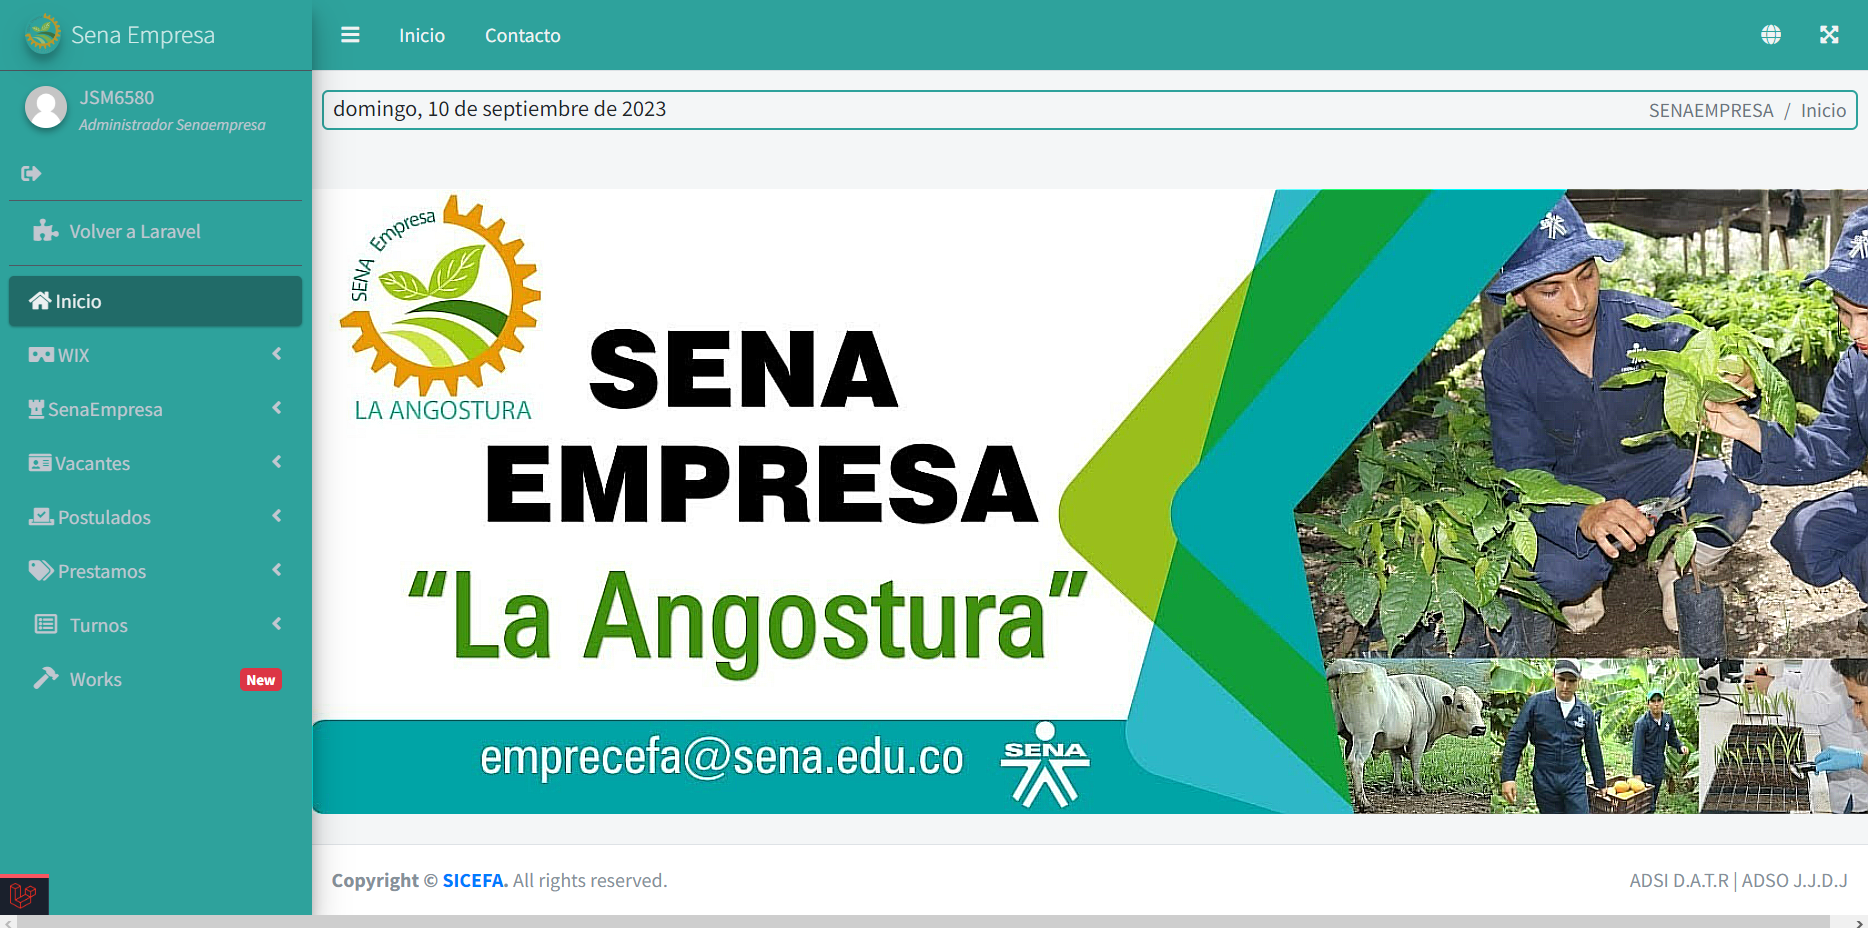 Sena Empresa
Inicio
Contacto
JSM6580
Administrador Senaempresa
Volver a Laravel
Inicio
WIX
SenaEmpresa
Vacantes
Postulados
Prestamos
Turnos
Works
New
domingo, 10 de septiembre de 2023
SENAEMPRESA / Inicio
SENA Empresa
LA ANGOSTURA
SENA
EMPRESA
“La Angostura”
emprecefa@sena.edu.co
SENA
Copyright © SICEFA. All rights reserved.
ADSI D.A.T.R | ADSO J.J.D.J